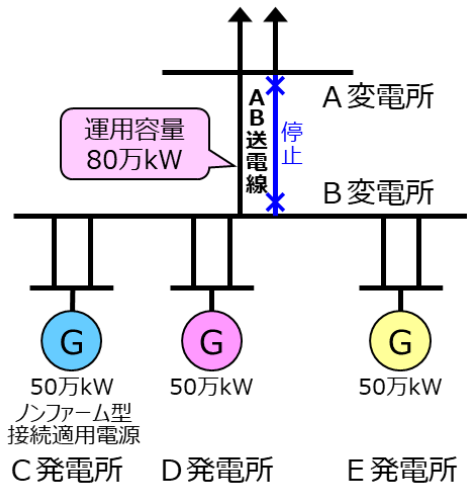 A変電所
AB送電線
停止
運用容量
80万kW
B変電所
G
G
G
50万kW
50万kW
50万kW
ノンファーム型
接続適用電源
C発電所
D発電所
E発電所